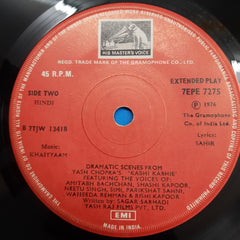 HIS MASTER'S VOICE
REGD. TRADE MARK OF THE GRAMOPHONE CO., LTD.
45 R.P.M.
EXTENDED PLAY
7EPE 7275
SIDE TWO
HINDI
℗ 1976
The Gramophone
Co. of India Ltd.
B 7TJW 13418
Lyrics:
SAHIR
Music:
KHAIYYAAM
DRAMATIC SCENES FROM
YASH CHOPRA'S 'KABHI KABHIE'
FEATURING THE VOICES OF:
AMITABH BACHCHAN, SHASHI KAPOOR,
NEETU SINGH, SIMI, PARIKSHAT SAHNI,
WAHEEDA REHMAN & RISHI KAPOOR
Written by: SAGAR SARHADI
YASH RAJ FILMS PVT. LTD.
EMI
MADE IN INDIA